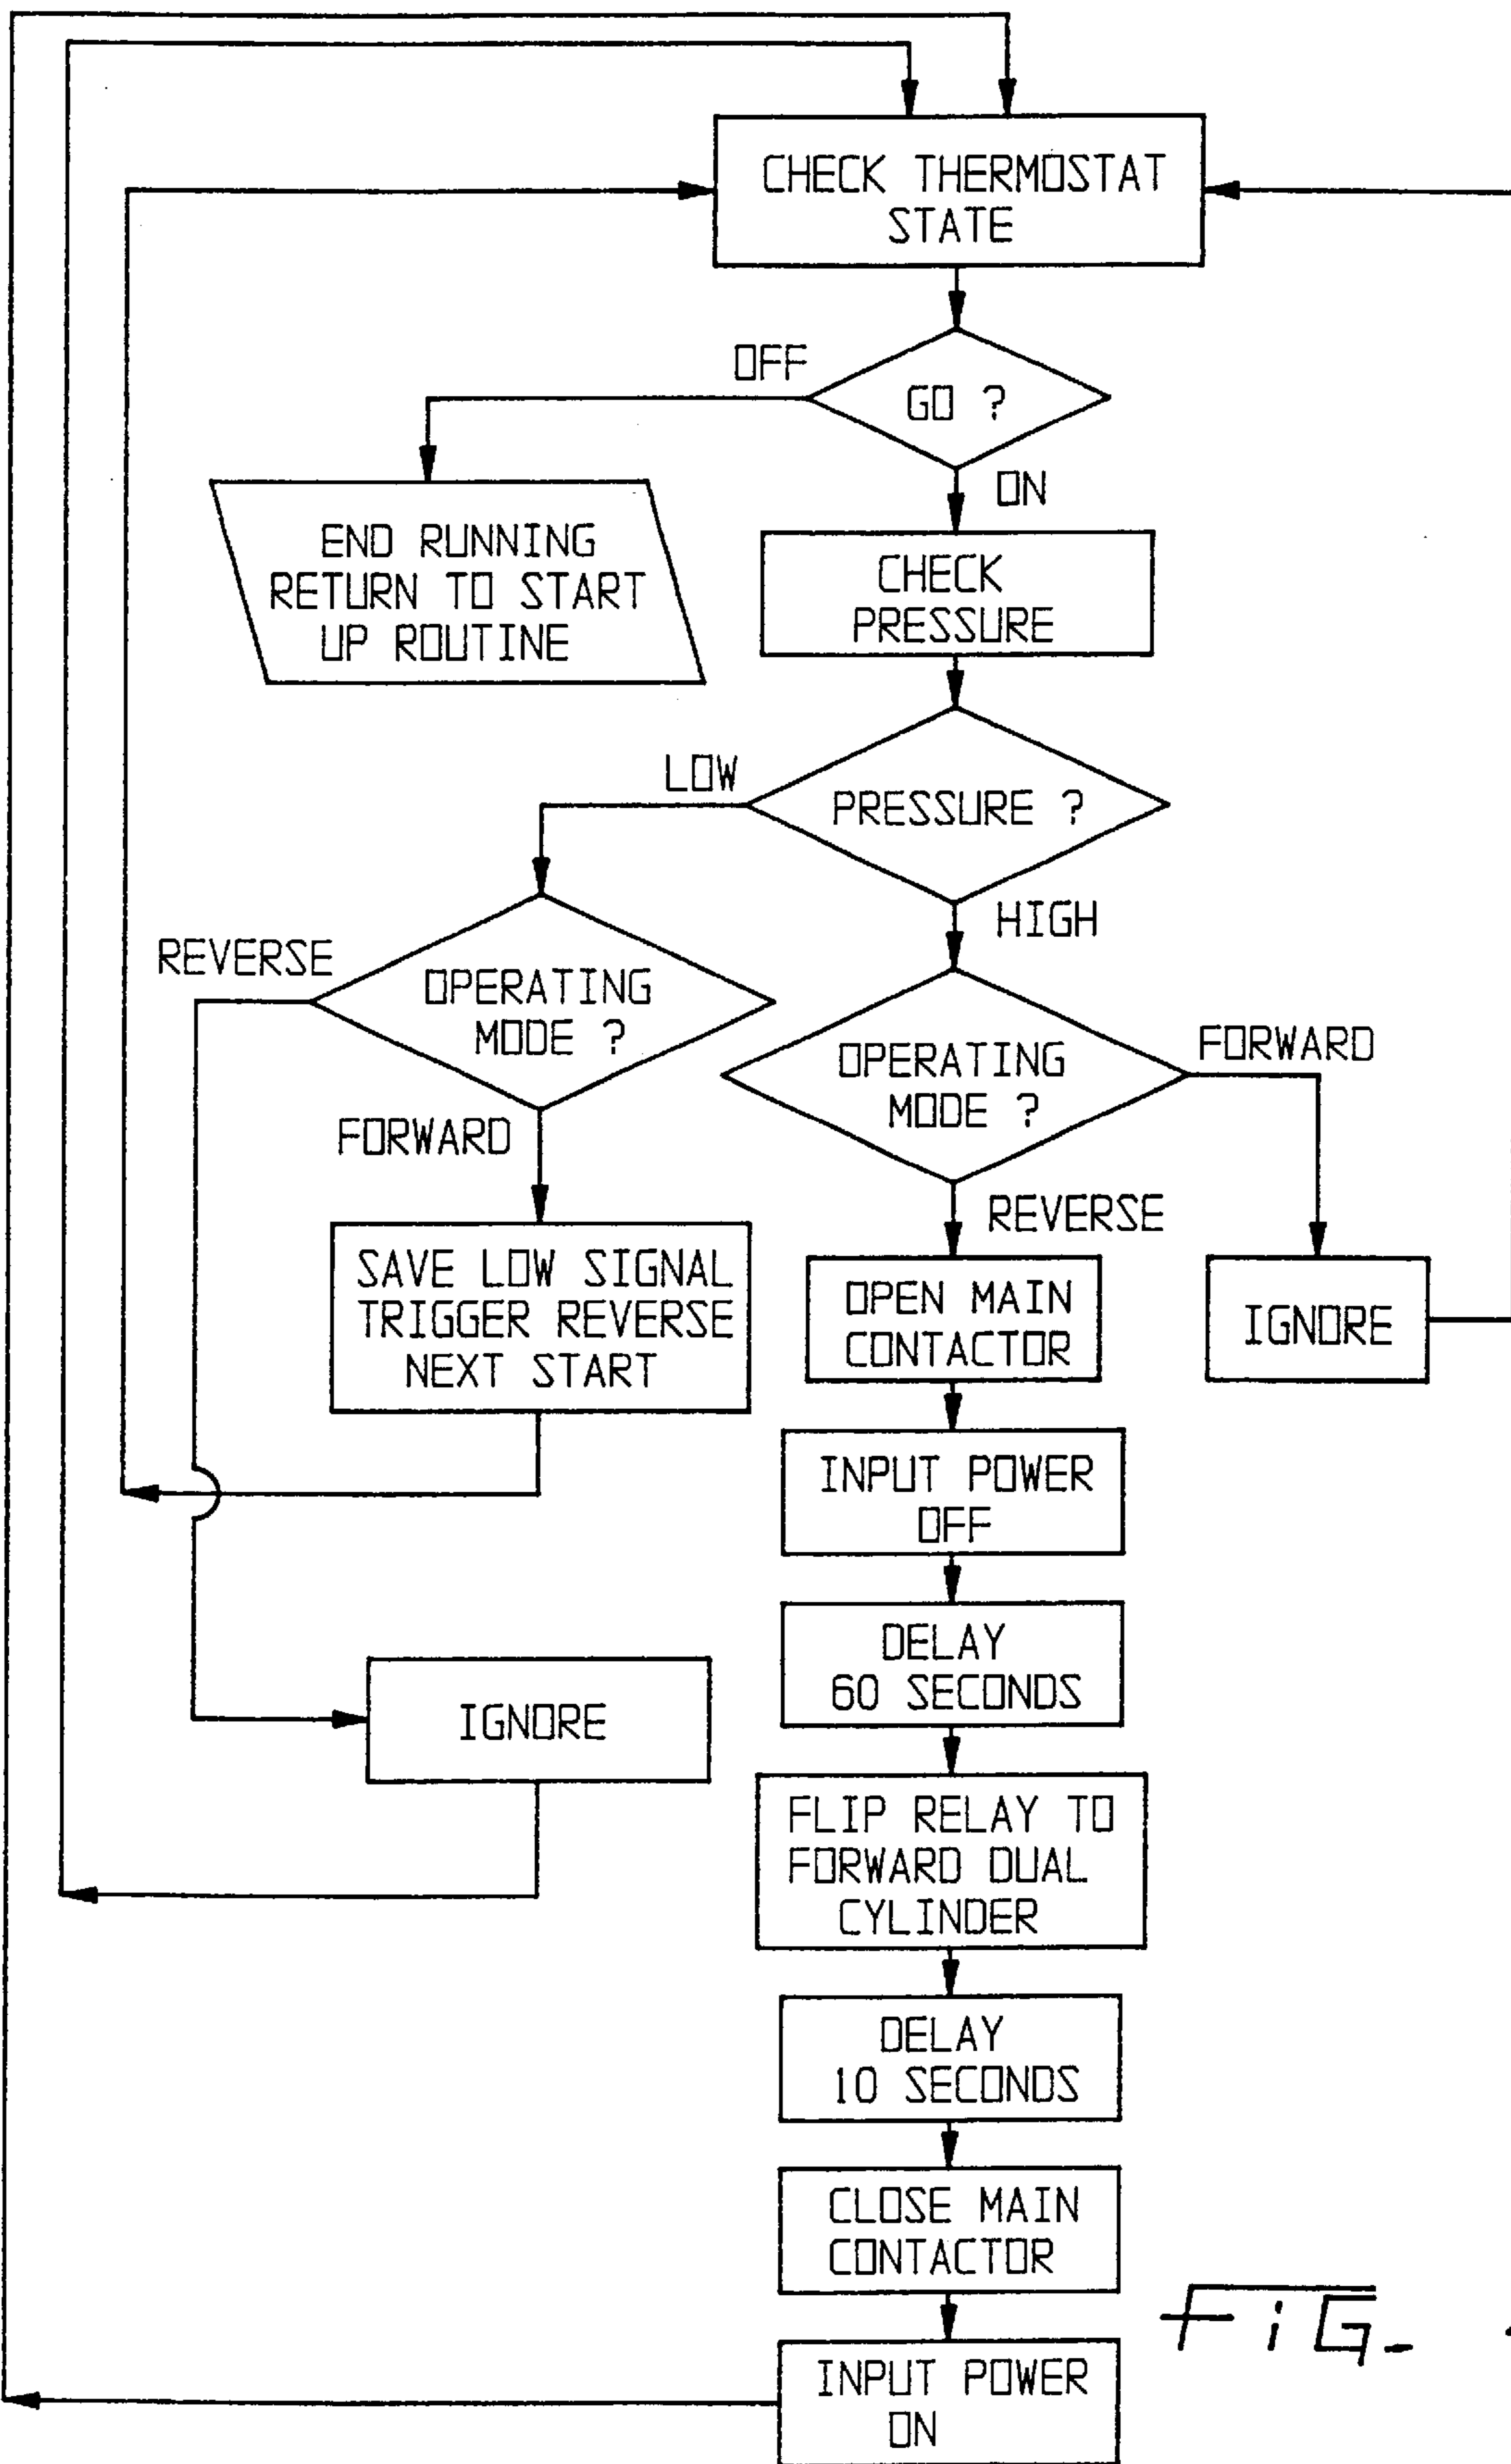 CHECK THERMOSTAT
STATE
OFF
GO ?
ON
END RUNNING
RETURN TO START
UP ROUTINE
CHECK
PRESSURE
LOW
PRESSURE ?
HIGH
REVERSE
OPERATING
MODE ?
FORWARD
OPERATING
MODE ?
FORWARD
REVERSE
SAVE LOW SIGNAL
TRIGGER REVERSE
NEXT START
OPEN MAIN
CONTACTOR
IGNORE
INPUT POWER
OFF
DELAY
60 SECONDS
IGNORE
FLIP RELAY TO
FORWARD DUAL
CYLINDER
DELAY
10 SECONDS
CLOSE MAIN
CONTACTOR
INPUT POWER
ON
FiG.